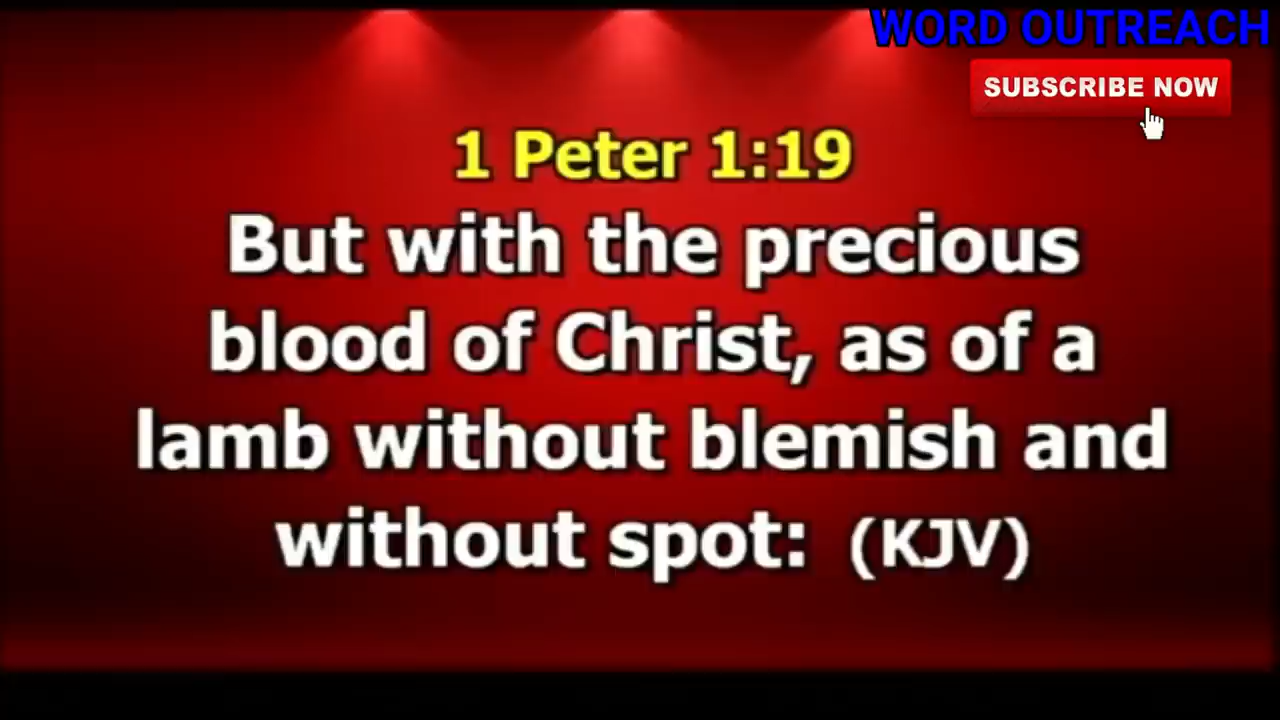 WORD OUTREACH
SUBSCRIBE NOW
1 Peter 1:19
But with the precious
blood of Christ, as of a
lamb without blemish and
without spot: (KJV)